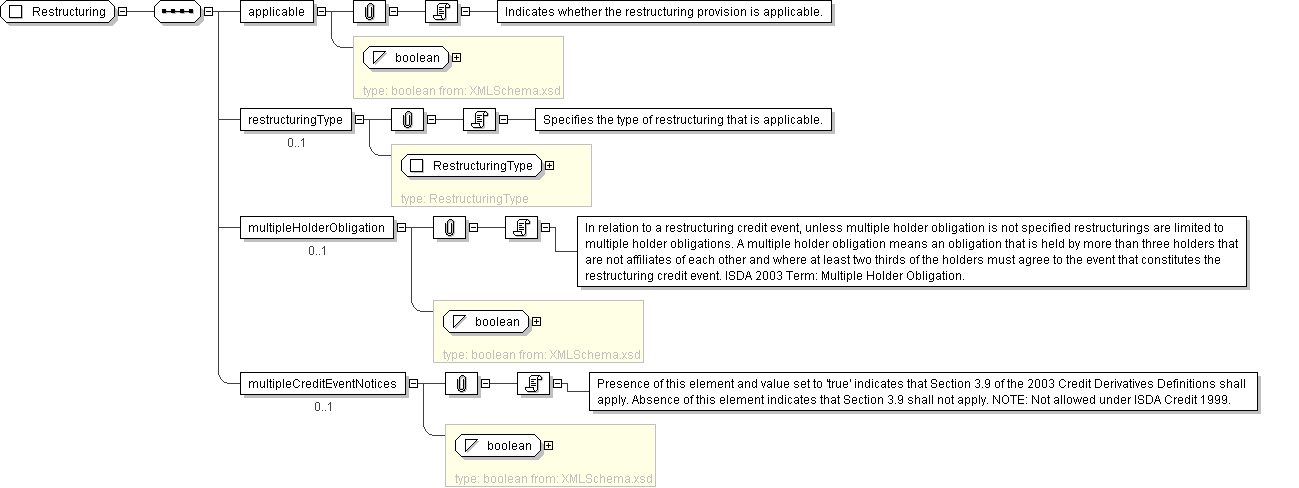 Restructuring
applicable
Indicates whether the restructuring provision is applicable.
boolean
type: boolean from: XMLSchema.xsd
restructuringType
Specifies the type of restructuring that is applicable.
0..1
RestructuringType
type: RestructuringType
multipleHolderObligation
In relation to a restructuring credit event, unless multiple holder obligation is not specified restructurings are limited to
multiple holder obligations. A multiple holder obligation means an obligation that is held by more than three holders that
are not affiliates of each other and where at least two thirds of the holders must agree to the event that constitutes the
restructuring credit event. ISDA 2003 Term: Multiple Holder Obligation.
0..1
boolean
type: boolean from: XMLSchema.xsd
multipleCreditEventNotices
Presence of this element and value set to 'true' indicates that Section 3.9 of the 2003 Credit Derivatives Definitions shall
apply. Absence of this element indicates that Section 3.9 shall not apply. NOTE: Not allowed under ISDA Credit 1999.
0..1
boolean
type: boolean from: XMLSchema.xsd